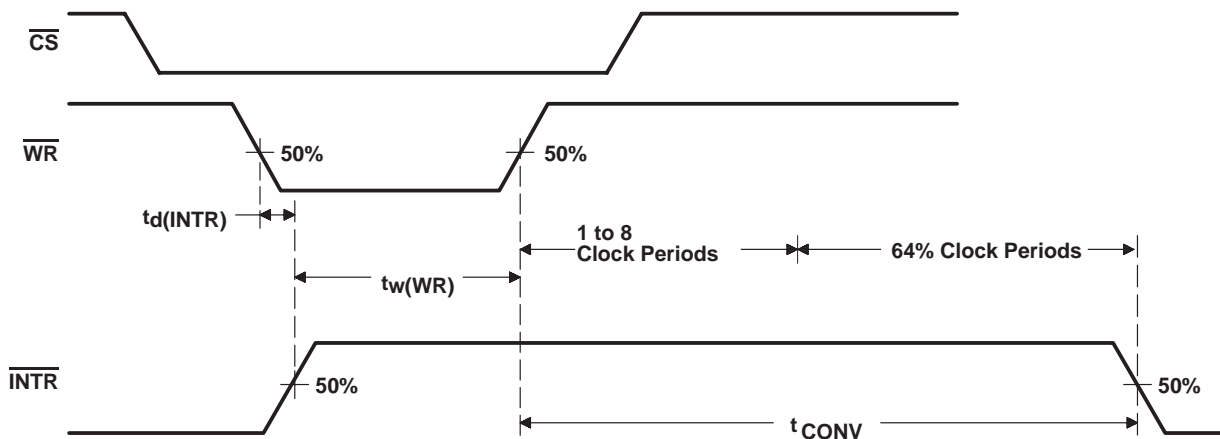 CS
WR
50%
50%
td(INTR)
1 to 8
Clock Periods
64% Clock Periods
tw(WR)
INTR
50%
50%
tCONV